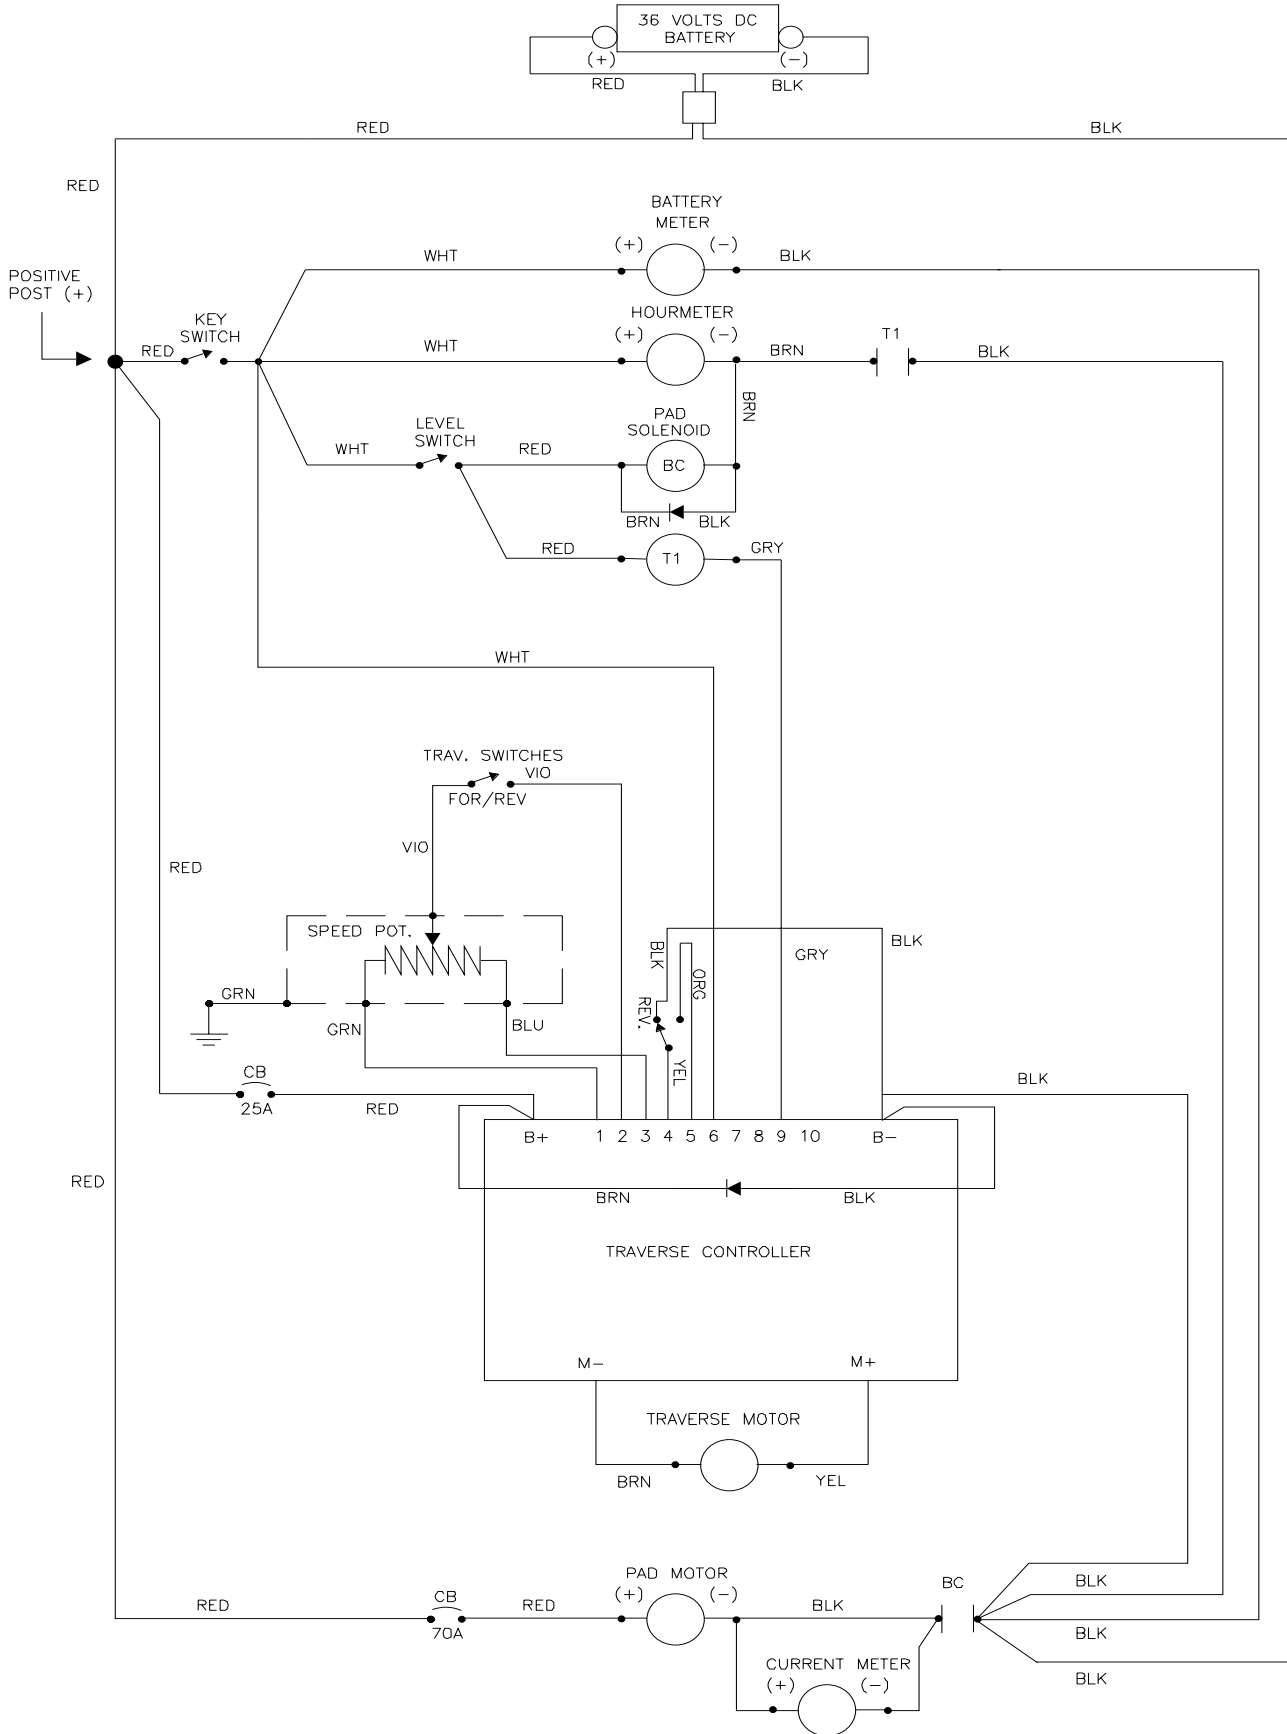 36 VOLTS DC
BATTERY
(+)
(-)
RED
BLK
RED
BLK
RED
BATTERY
METER
(+)
(-)
WHT
BLK
POSITIVE
POST (+)
HOURMETER
KEY
SWITCH
(+)
(-)
T1
RED
WHT
BRN
BLK
BRN
PAD
SOLENOID
LEVEL
SWITCH
WHT
RED
BC
BRN
BLK
RED
T1
GRY
WHT
TRAV. SWITCHES
VIO
FOR/REV
VIO
RED
SPEED POT.
BLK
BLK
GRY
ORG
GRN
REV.
GRN
BLU
YEL
CB
25A
RED
BLK
B+ 1 2 3 4 5 6 7 8 9 10 B-
RED
BRN
BLK
TRAVERSE CONTROLLER
M-
M+
TRAVERSE MOTOR
BRN
YEL
PAD MOTOR
(+)
(-)
BC
BLK
RED
CB
70A
RED
BLK
BLK
CURRENT METER
(+)
(-)
BLK